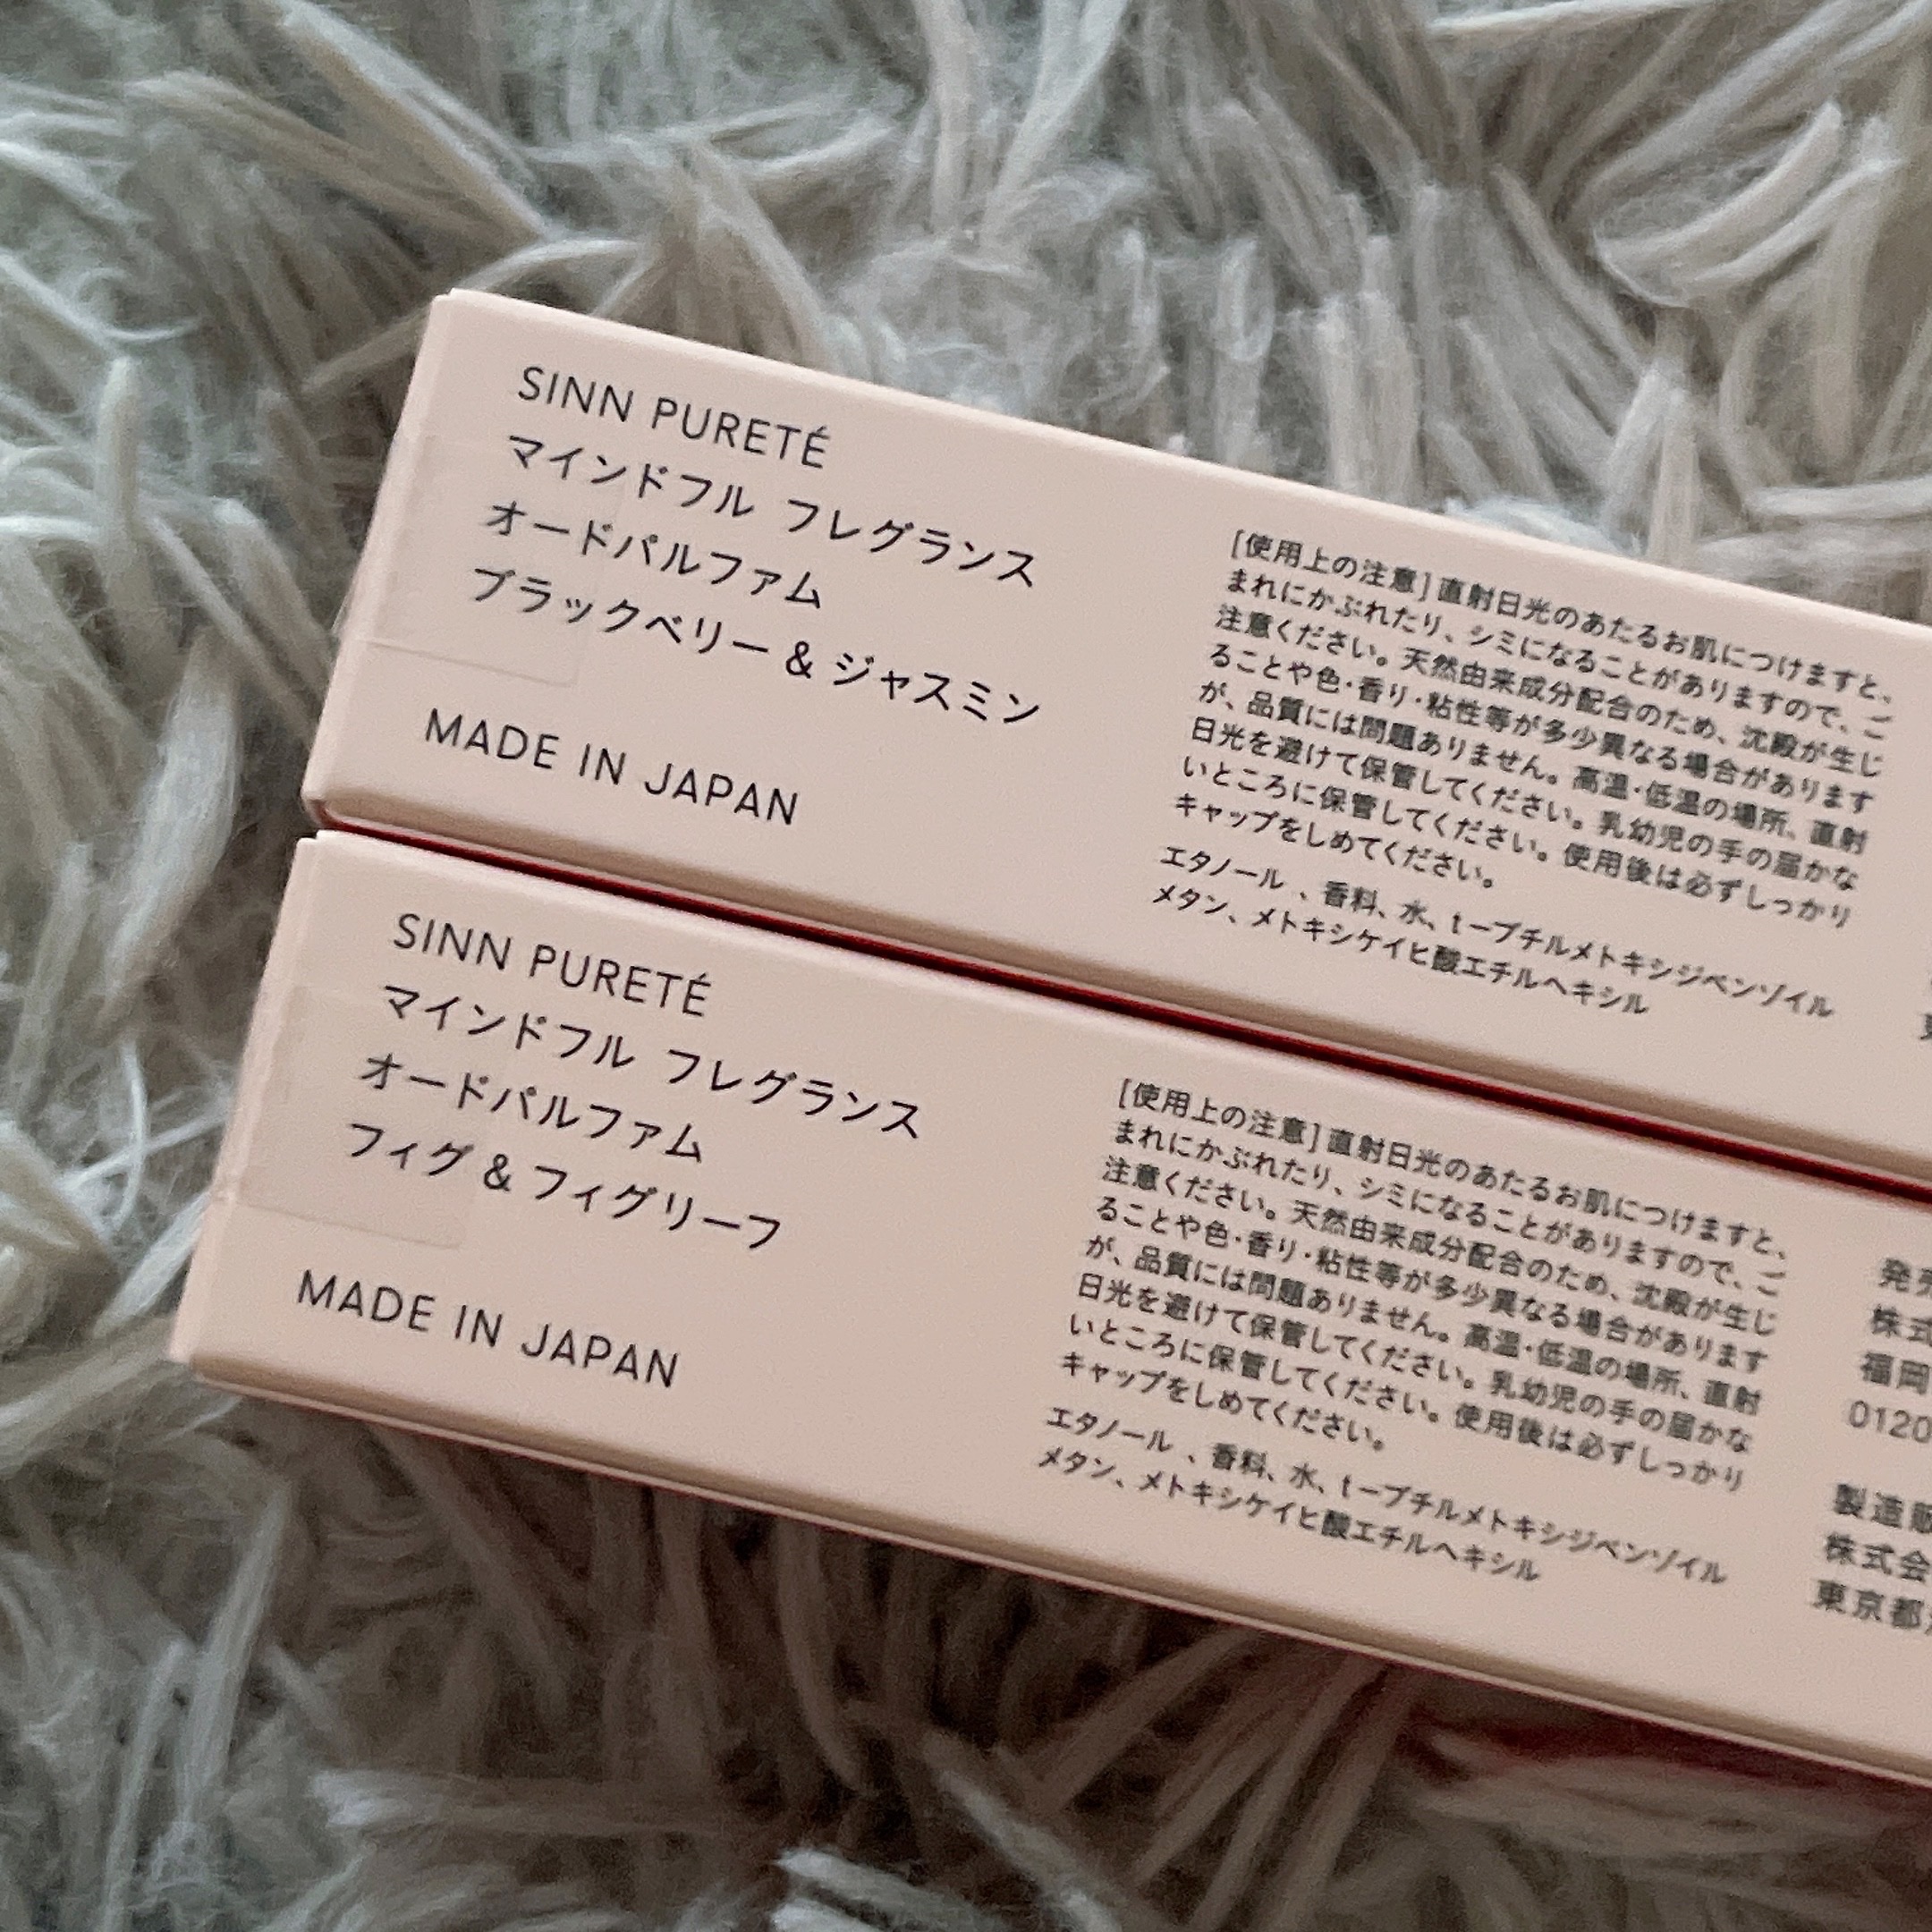 SINN PURETÉ
マインドフル フレグランス
オードパルファム
ブラックベリー & ジャスミン
MADE IN JAPAN
[使用上の注意] 直射日光のあたるお肌につけますと、
まれにかぶれたり、シミになることがありますので、ご
注意ください。天然由来成分配合のため、沈殿が生じ
ることや色・香り・粘性等が多少異なる場合があります
が、品質には問題ありません。高温・低温の場所、直射
日光を避けて保管してください。乳幼児の手の届かな
いところに保管してください。使用後は必ずしっかり
キャップをしめてください。
エタノール 、香料、水、t−ブチルメトキシジベンゾイル
メタン、メトキシケイヒ酸エチルヘキシル
SINN PURETÉ
マインドフル フレグランス
オードパルファム
フィグ & フィグリーフ
MADE IN JAPAN
[使用上の注意] 直射日光のあたるお肌につけますと、
まれにかぶれたり、シミになることがありますので、ご
注意ください。天然由来成分配合のため、沈殿が生じ
ることや色・香り・粘性等が多少異なる場合があります
が、品質には問題ありません。高温・低温の場所、直射
日光を避けて保管してください。乳幼児の手の届かな
いところに保管してください。使用後は必ずしっかり
キャップをしめてください。
エタノール 、香料、水、t−ブチルメトキシジベンゾイル
メタン、メトキシケイヒ酸エチルヘキシル
発
株式
福岡
0120
製造
株式会
東京都